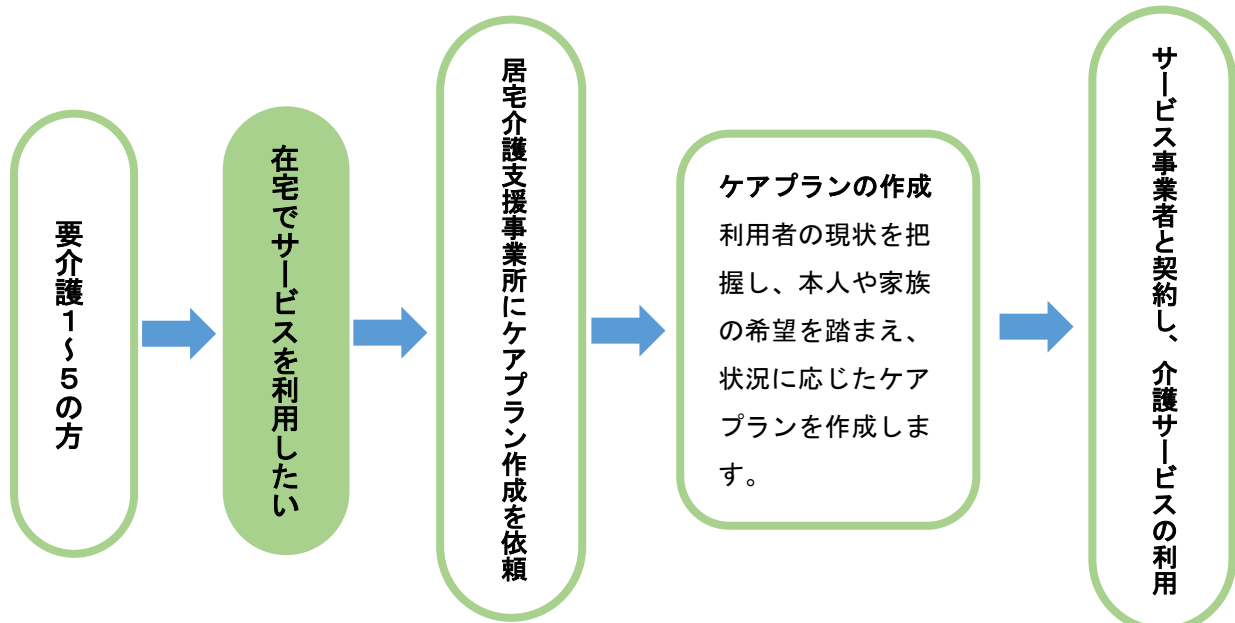 要介護1～5の方
在宅でサービスを利用したい
居宅介護支援事業所にケアプラン作成を依頼
ケアプランの作成
利用者の現状を把
握し、本人や家族
の希望を踏まえ、
状況に応じたケア
プランを作成しま
す。
サービス事業者と契約し、介護サービスの利用